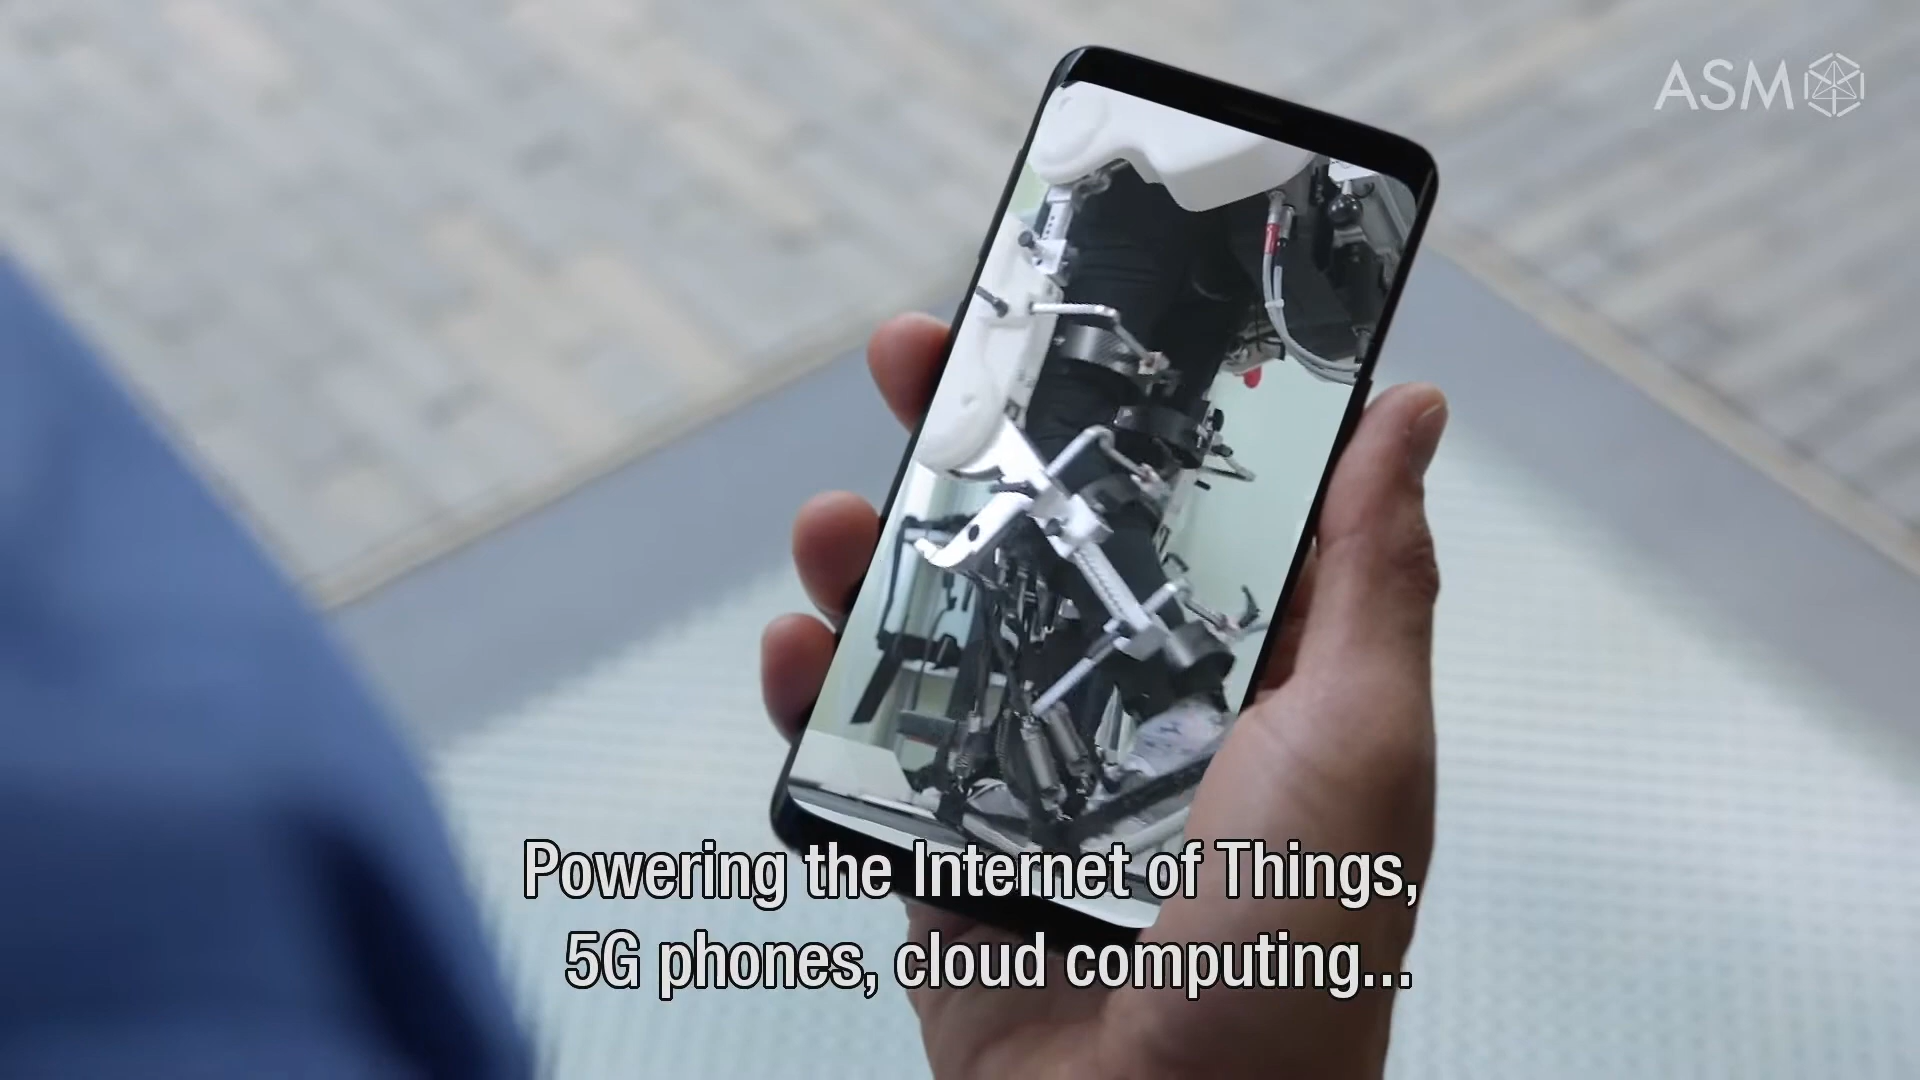 ASM
Powering the Internet of Things,
5G phones, cloud computing...